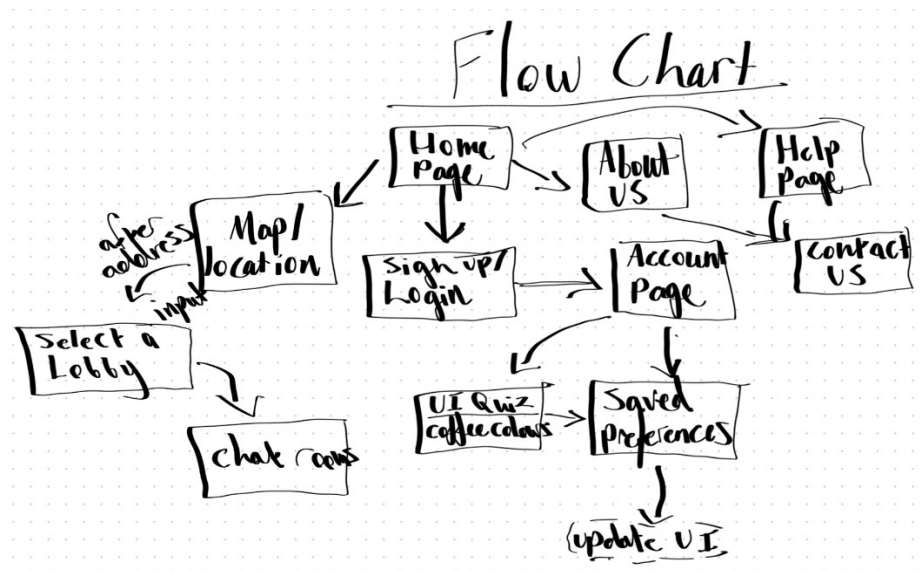 Flow Chart
Home
Page
About
US
Help
Page
Map/
location
after
address
input
Sign up/
Login
Account
Page
contact
US
Select a
Lobby
UI Quiz
coffee colours
Saved
preferences
chat rooms
update UI